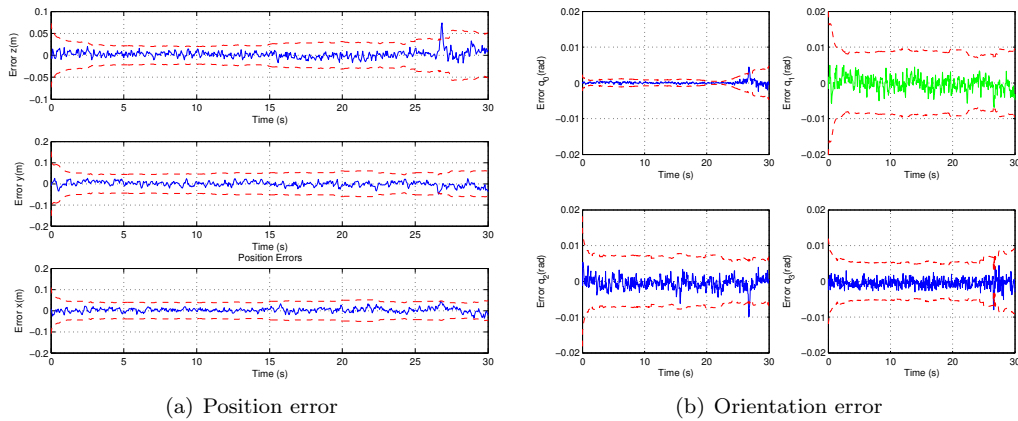 0.1
0.05
0
−0.05
−0.1
Error z(m)
0 5 10 15 20 25 30
Time (s)
0.2
0.1
0
−0.1
−0.2
Error y(m)
0 5 10 15 20 25 30
Time (s)
Position Errors
0.2
0.1
0
−0.1
−0.2
Error x(m)
0 5 10 15 20 25 30
Time (s)
(a) Position error
0.02
0.01
0
−0.01
−0.02
Error q0(rad)
0 10 20 30
Time (s)
0.02
0.01
0
−0.01
−0.02
Error q1(rad)
0 10 20 30
Time (s)
0.02
0.01
0
−0.01
−0.02
Error q2(rad)
0 10 20 30
Time (s)
0.02
0.01
0
−0.01
−0.02
Error q3(rad)
0 10 20 30
Time (s)
(b) Orientation error